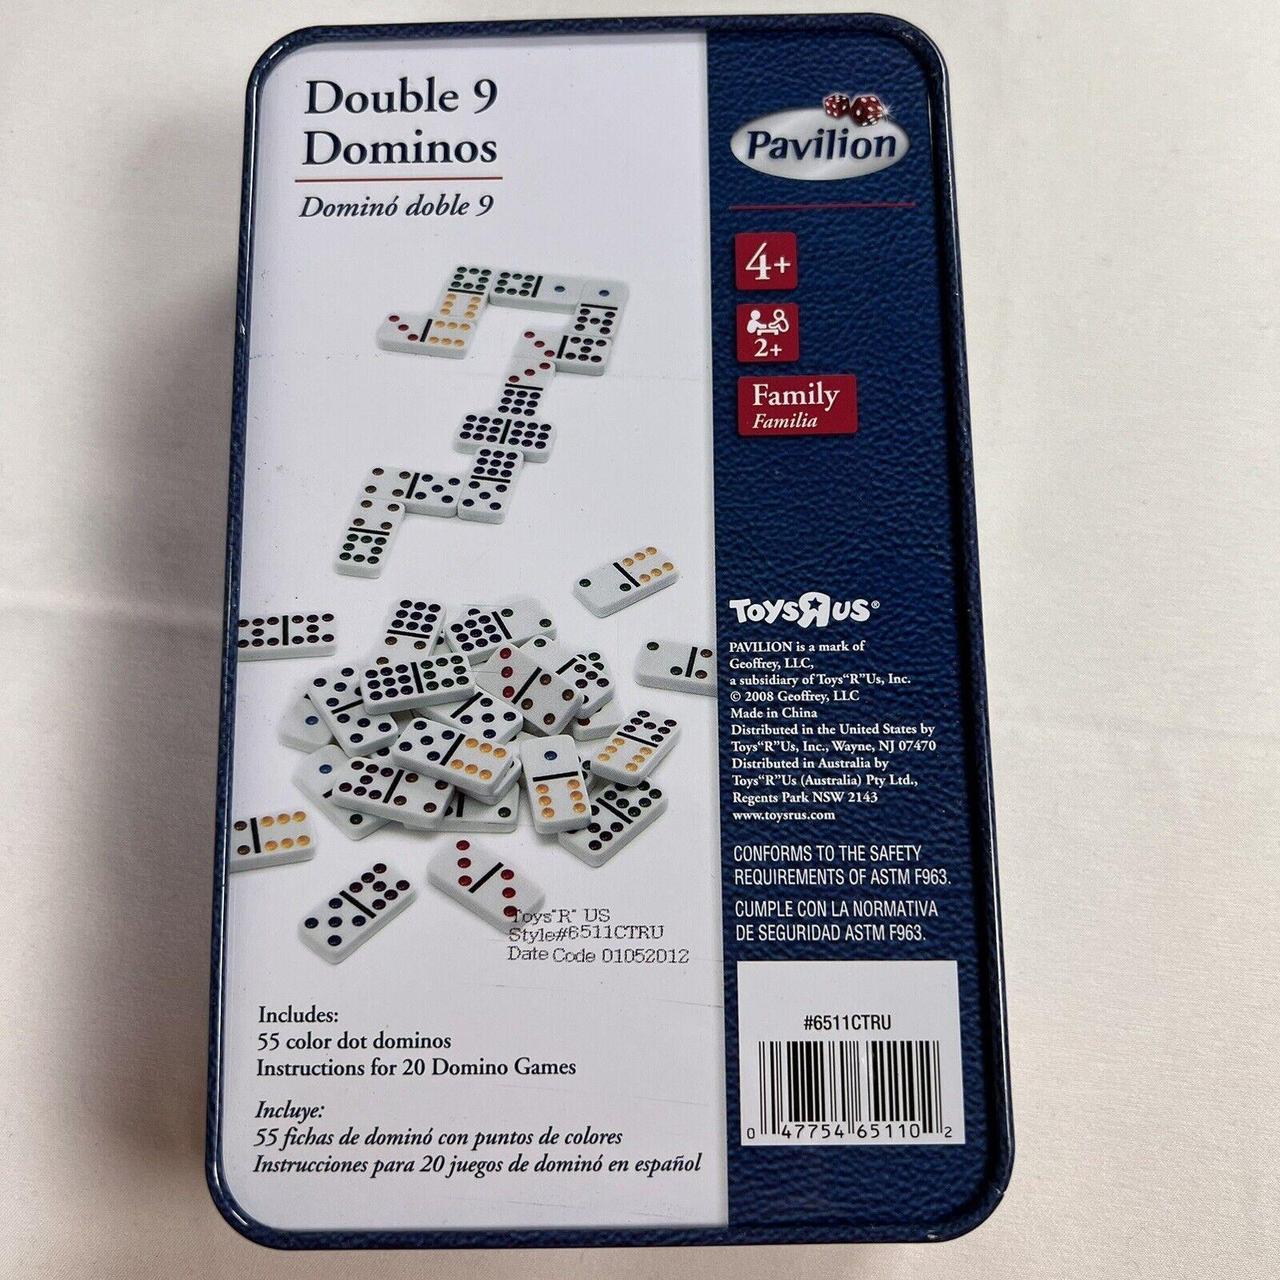 Double 9
Dominos
Dominó doble 9
Pavilion
4+
2+
Family
Familia
ToysRus®
PAVILION is a mark of
Geoffrey, LLC,
a subsidiary of Toys“R”Us, Inc.
© 2008 Geoffrey, LLC
Made in China
Distributed in the United States by
Toys“R”Us, Inc., Wayne, NJ 07470
Distributed in Australia by
Toys“R”Us (Australia) Pty Ltd.,
Regents Park NSW 2143
www.toysrus.com
CONFORMS TO THE SAFETY
REQUIREMENTS OF ASTM F963.
CUMPLE CON LA NORMATIVA
DE SEGURIDAD ASTM F963.
Toys"R" US
Style#6511CTRU
Date Code 01052012
Includes:
55 color dot dominos
Instructions for 20 Domino Games
Incluye:
55 fichas de dominó con puntos de colores
Instrucciones para 20 juegos de dominó en español
#6511CTRU
0 47754 65110 2